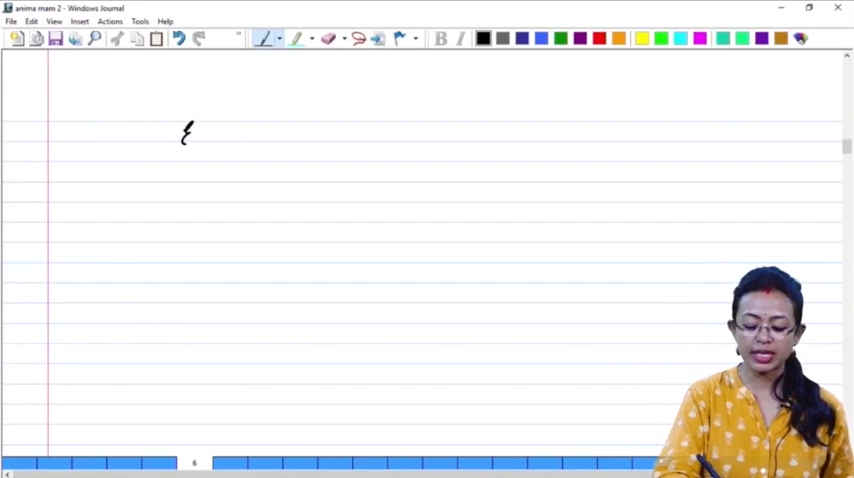 anima mam 2 - Windows Journal
File Edit View Insert Actions Tools Help
B I
6